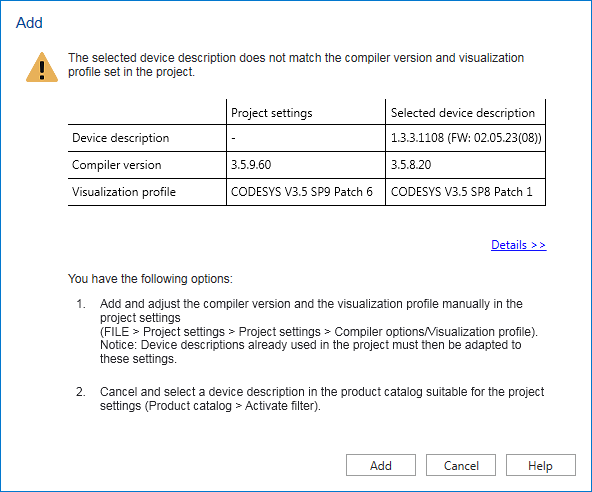 Add
The selected device description does not match the compiler version and visualization
profile set in the project.
Project settings Selected device description
Device description - 1.3.3.1108 (FW: 02.05.23(08))
Compiler version 3.5.9.60 3.5.8.20
Visualization profile CODESYS V3.5 SP9 Patch 6 CODESYS V3.5 SP8 Patch 1
Details >>
You have the following options:
1. Add and adjust the compiler version and the visualization profile manually in the
project settings
(FILE > Project settings > Project settings > Compiler options/Visualization profile).
Notice: Device descriptions already used in the project must then be adapted to
these settings.
2. Cancel and select a device description in the product catalog suitable for the project
settings (Product catalog > Activate filter).
Add Cancel Help